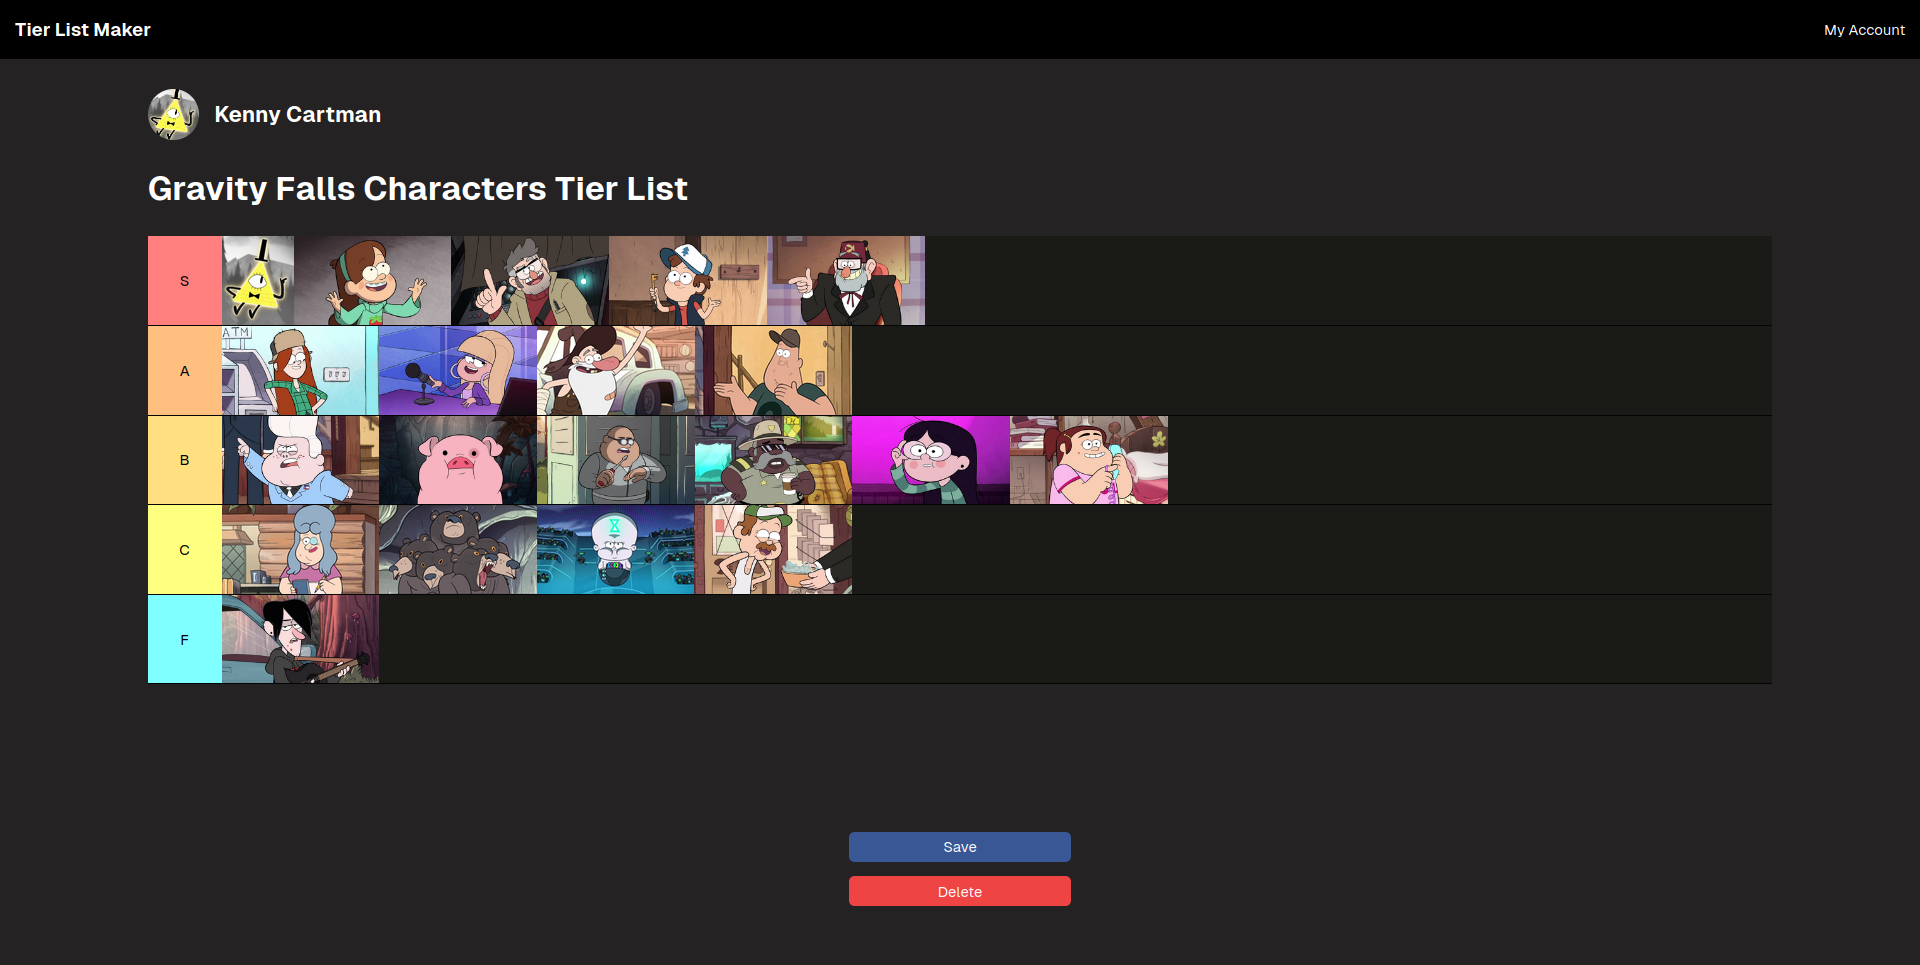 Tier List Maker
My Account
Kenny Cartman
Gravity Falls Characters Tier List
S
A
ATM
B
C
F
Save
Delete